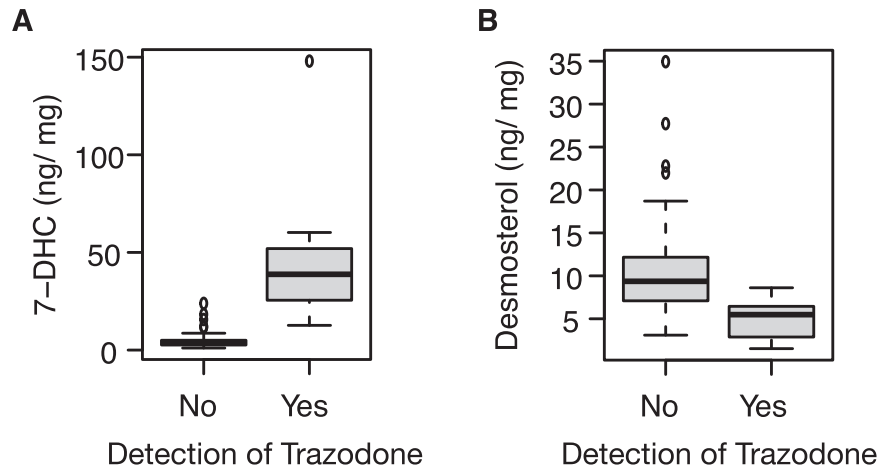 A
7–DHC (ng/ mg)
150
100
50
0
No Yes
Detection of Trazodone
B
Desmosterol (ng/ mg)
35
30
25
20
15
10
5
No Yes
Detection of Trazodone